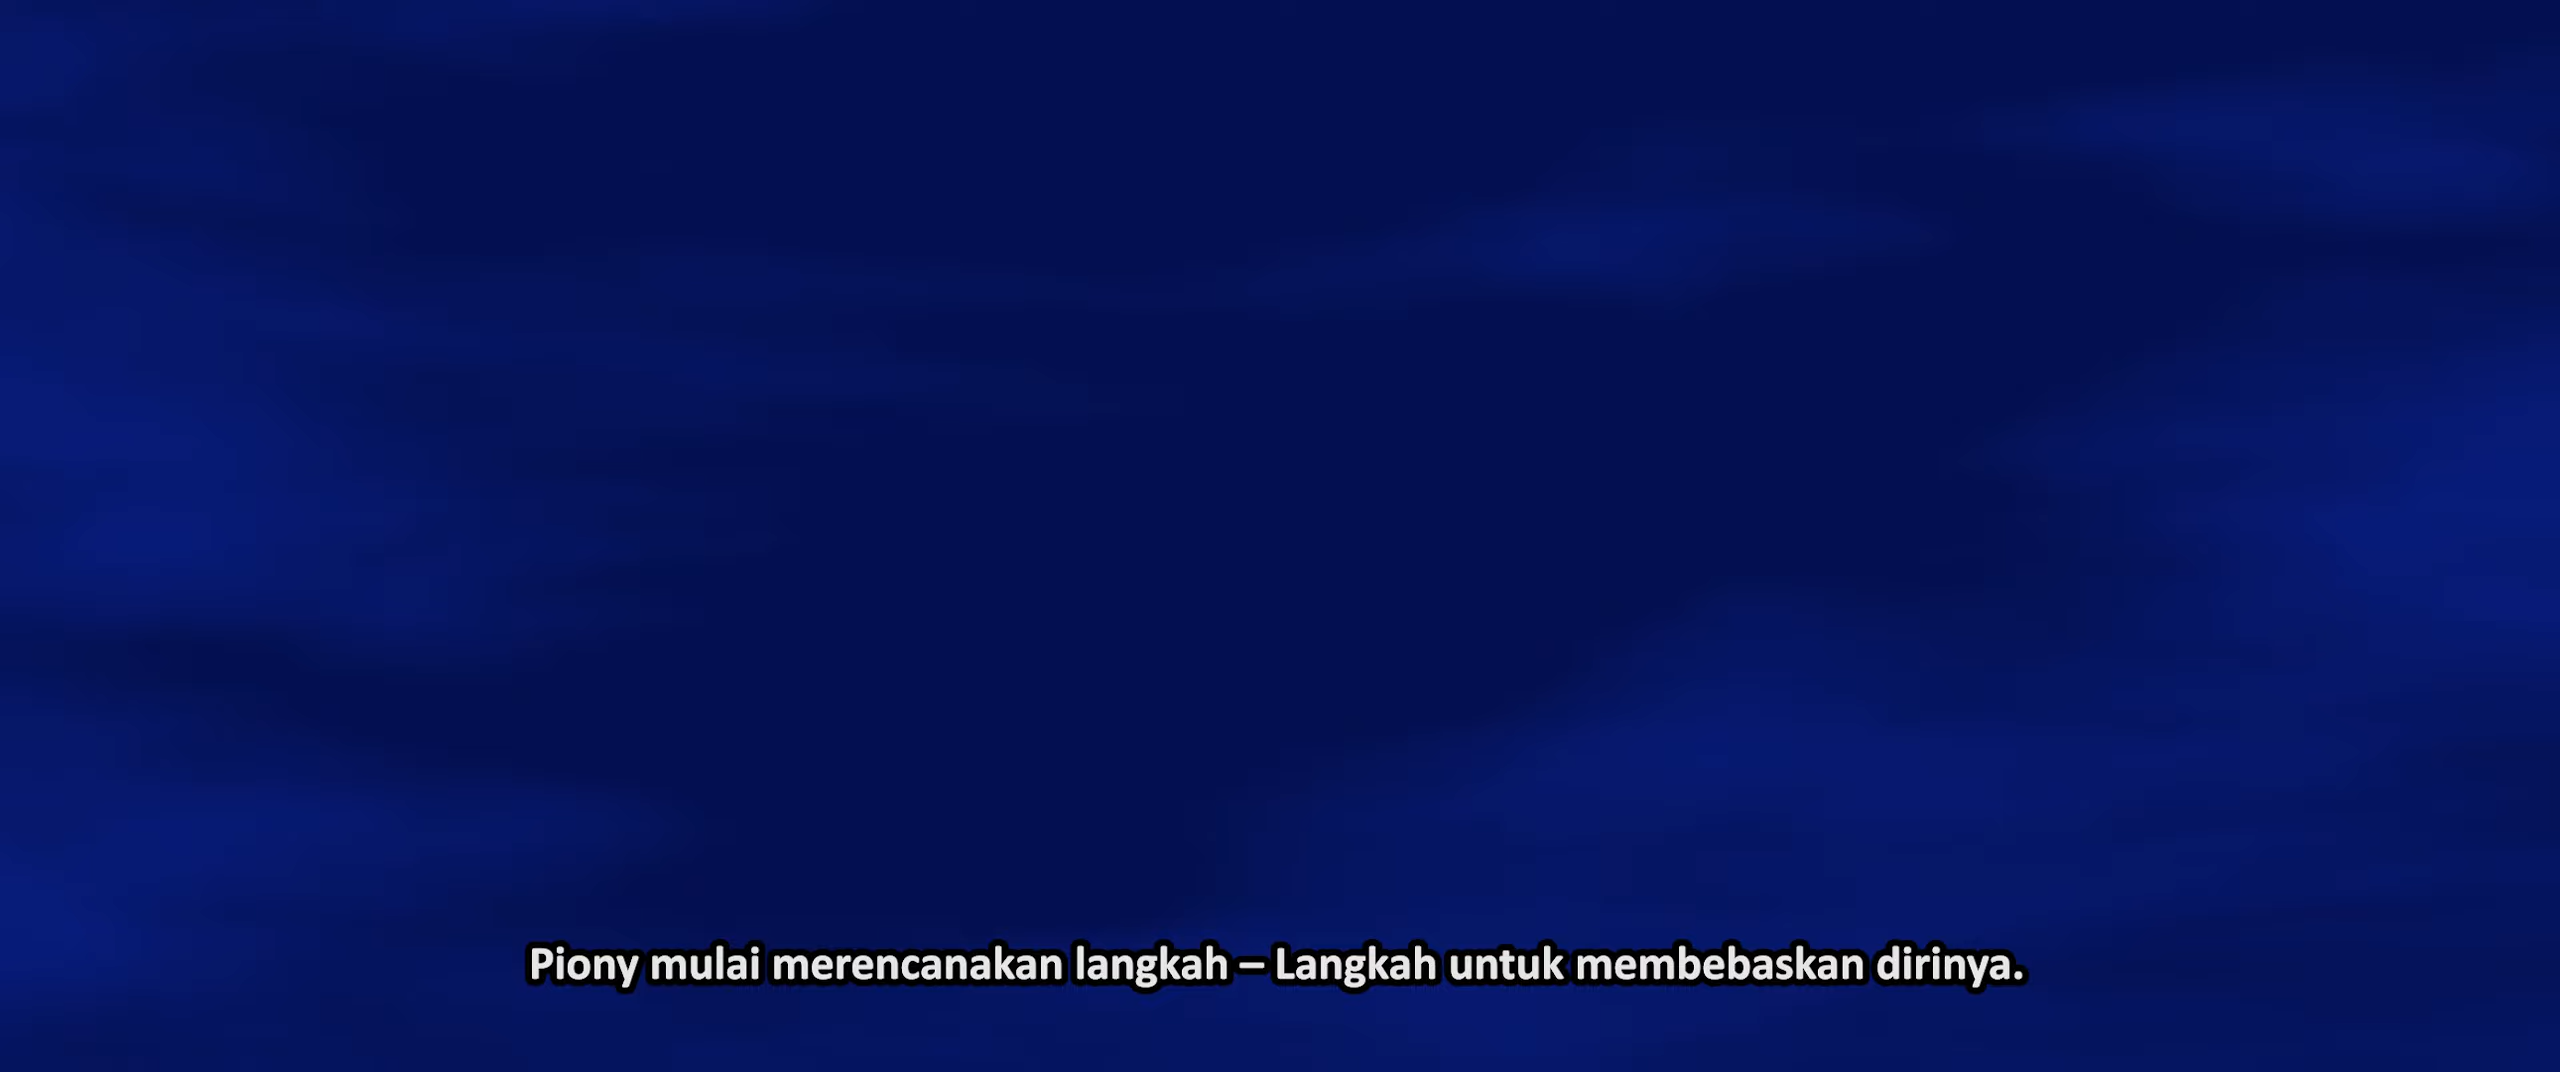 Piony mulai merencanakan langkah – Langkah untuk membebaskan dirinya.